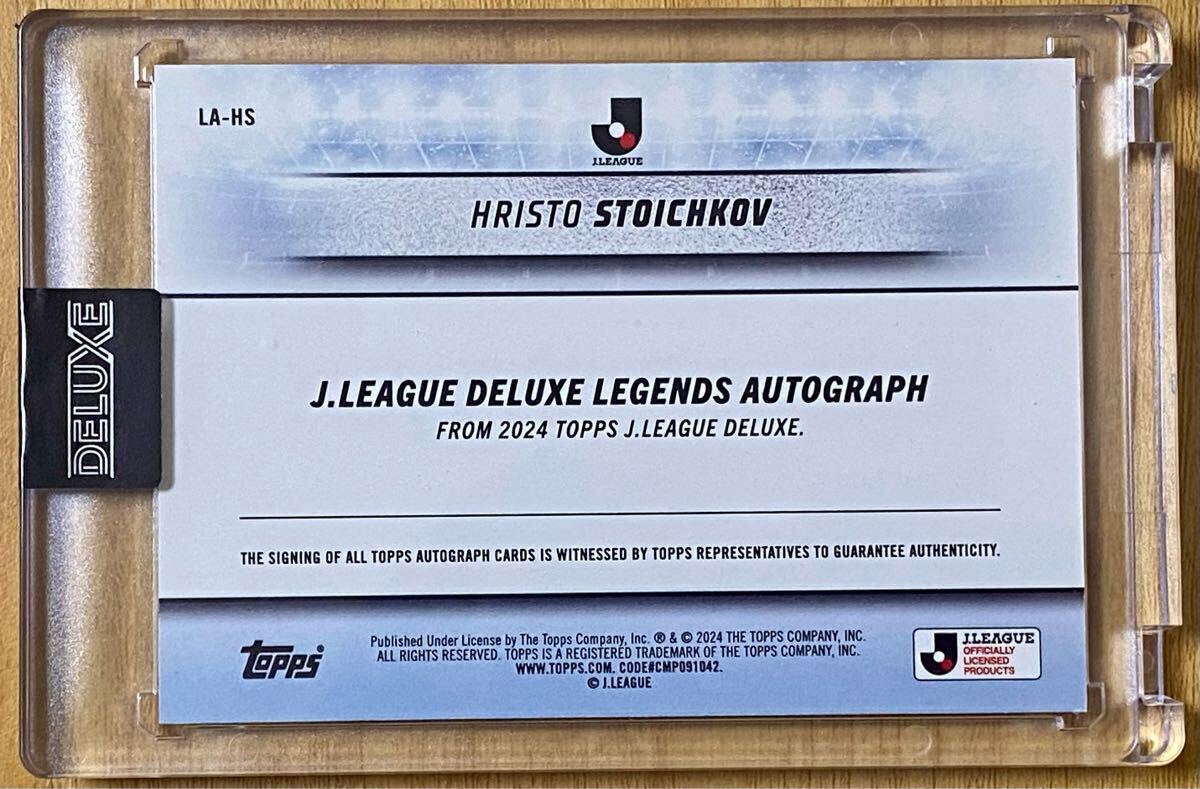 LA-HS
J.LEAGUE
HRISTO STOICHKOV
DELUXE
J.LEAGUE DELUXE LEGENDS AUTOGRAPH
FROM 2024 TOPPS J.LEAGUE DELUXE.
THE SIGNING OF ALL TOPPS AUTOGRAPH CARDS IS WITNESSED BY TOPPS REPRESENTATIVES TO GUARANTEE AUTHENTICITY.
topps
Published Under License by The Topps Company, Inc. ® & © 2024 THE TOPPS COMPANY, INC.
ALL RIGHTS RESERVED. TOPPS IS A REGISTERED TRADEMARK OF THE TOPPS COMPANY, INC.
WWW.TOPPS.COM. CODE#CMP091042.
© J.LEAGUE
J.LEAGUE
OFFICIALLY
LICENSED
PRODUCTS